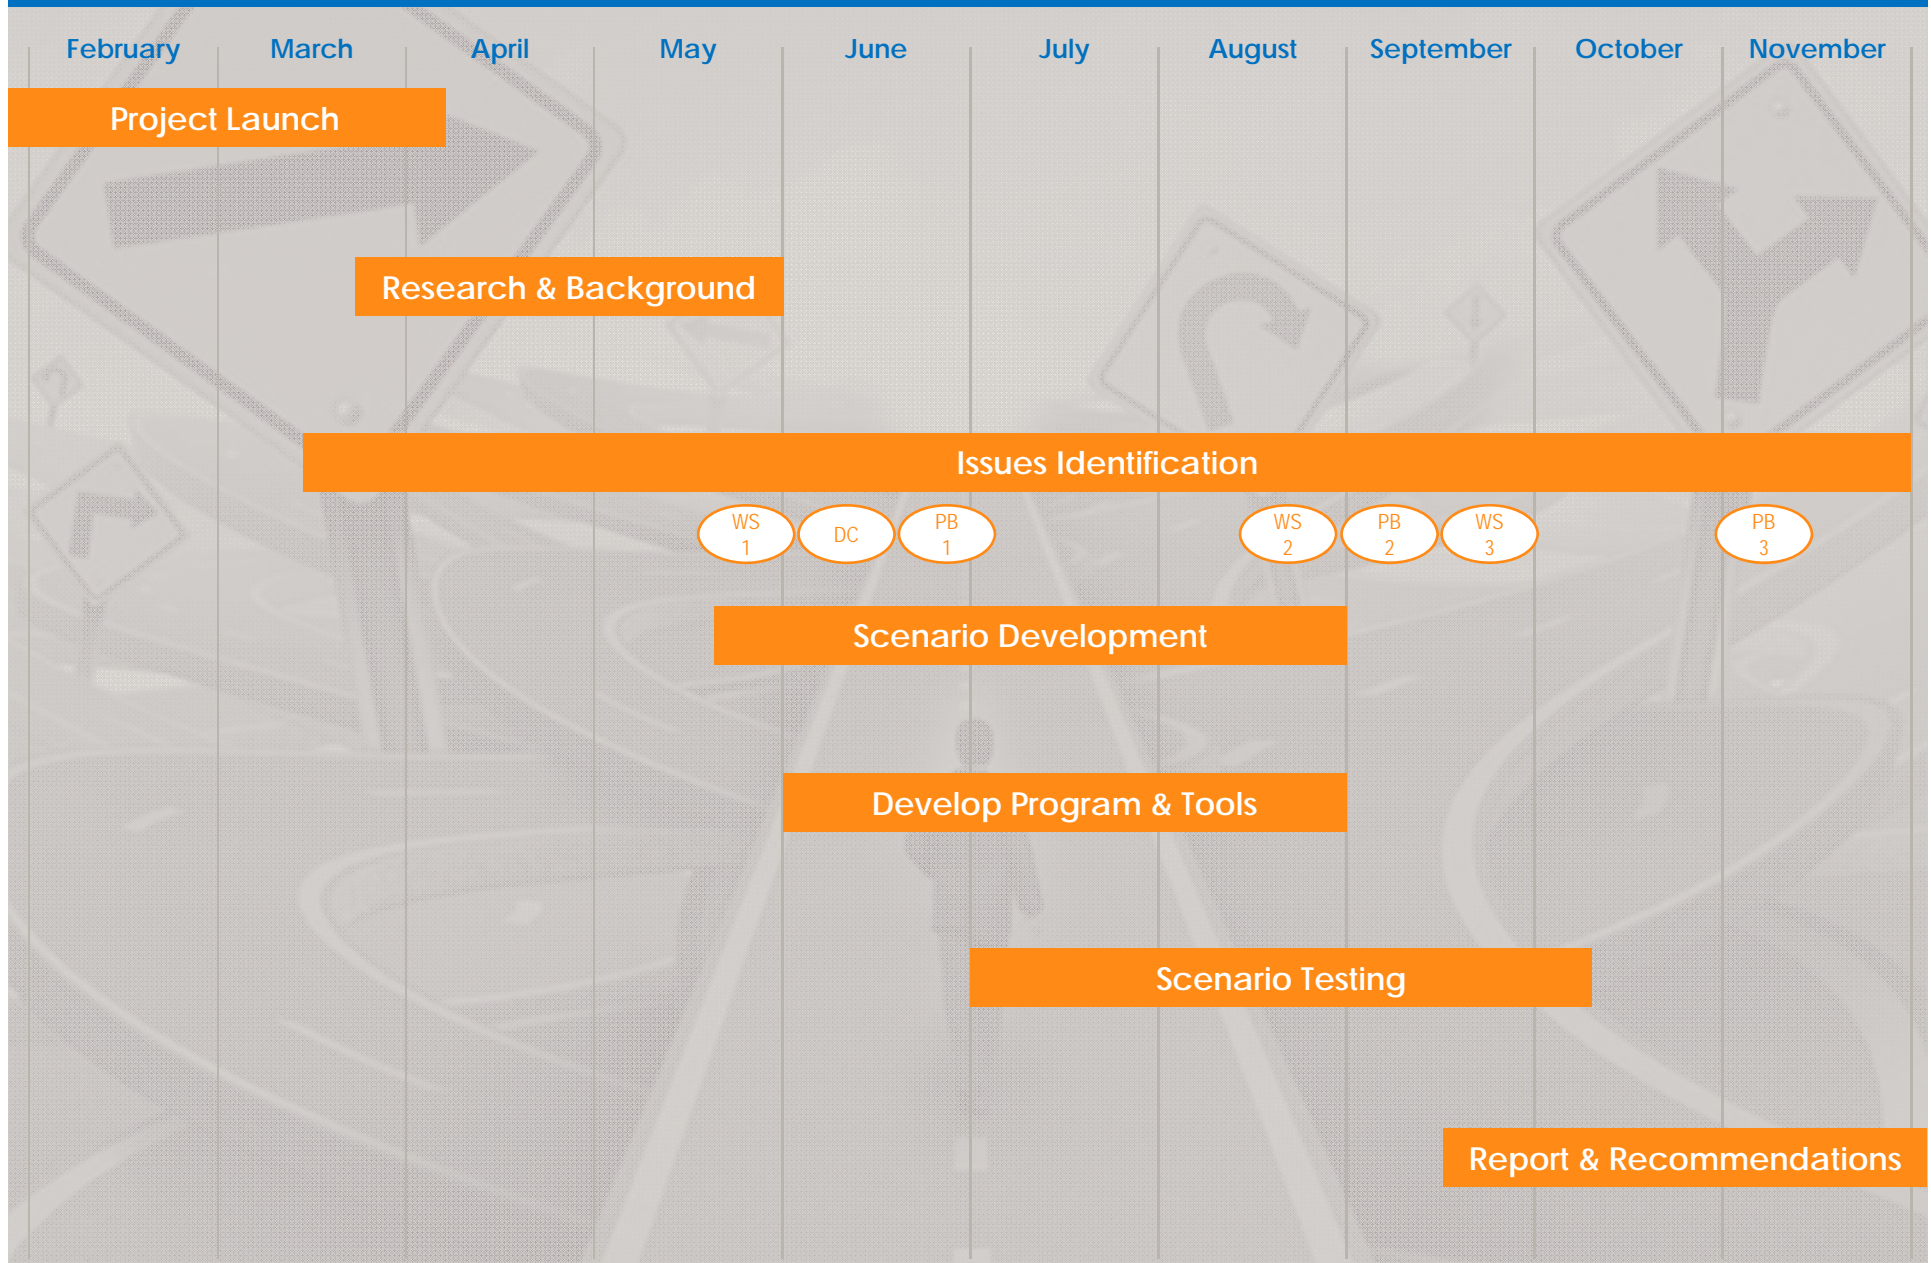 February March April May June July August September October November
Project Launch
Research & Background
Issues Identification
WS
1
DC
PB
1
WS
2
PB
2
WS
3
PB
3
Scenario Development
Develop Program & Tools
Scenario Testing
Report & Recommendations